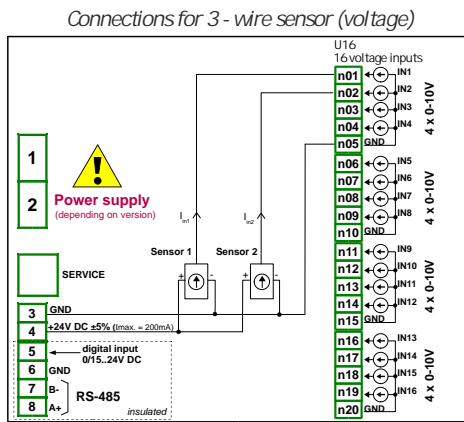 Connections for 3 - wire sensor (voltage)
U16
16 voltage inputs
n01 IN1
n02 IN2
n03 IN3
n04 IN4
n05 GND
4 x 0-10V
n06 IN5
n07 IN6
n08 IN7
n09 IN8
n10 GND
4 x 0-10V
n11 IN9
n12 IN10
n13 IN11
n14 IN12
n15 GND
4 x 0-10V
n16 IN13
n17 IN14
n18 IN15
n19 IN16
n20 GND
4 x 0-10V
1
2
!
Power supply
(depending on version)
I in1
I in2
Sensor 1
Sensor 2
+ -
+ -
SERVICE
3 GND
4 +24V DC ±5% (Imax. = 200mA)
5 digital input
0/15..24V DC
6 GND
7 B-
8 A+
RS-485
insulated